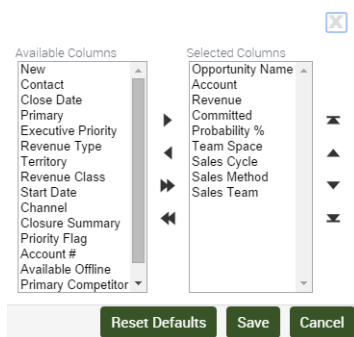 Available Columns
New
Contact
Close Date
Primary
Executive Priority
Revenue Type
Territory
Revenue Class
Start Date
Channel
Closure Summary
Priority Flag
Account #
Available Offline
Primary Competitor
Selected Columns
Opportunity Name
Account
Revenue
Committed
Probability %
Team Space
Sales Cycle
Sales Method
Sales Team
Reset Defaults
Save
Cancel